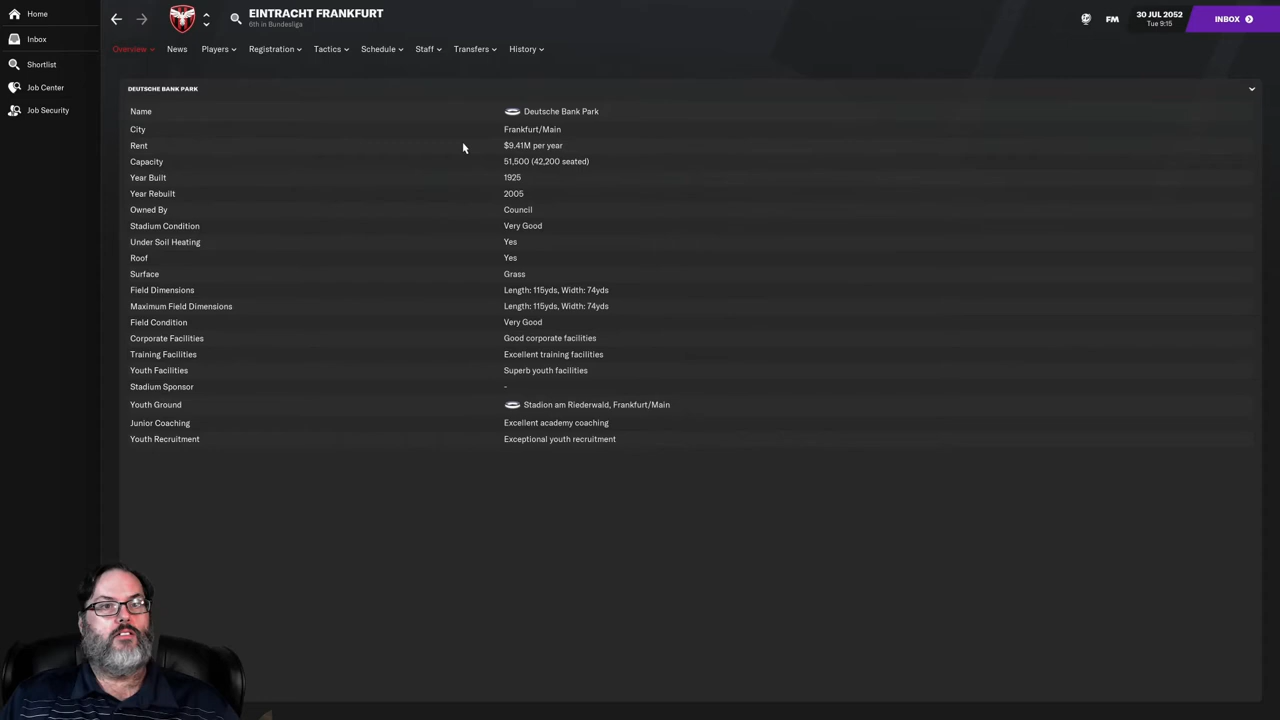 Home
Inbox
Shortlist
Job Center
Job Security
EINTRACHT FRANKFURT
6th in Bundesliga
FM
30 JUL 2052
Tue 9:15
INBOX
Overview
News
Players
Registration
Tactics
Schedule
Staff
Transfers
History
DEUTSCHE BANK PARK
Name Deutsche Bank Park
City Frankfurt/Main
Rent $9.41M per year
Capacity 51,500 (42,200 seated)
Year Built 1925
Year Rebuilt 2005
Owned By Council
Stadium Condition Very Good
Under Soil Heating Yes
Roof Yes
Surface Grass
Field Dimensions Length: 115yds, Width: 74yds
Maximum Field Dimensions Length: 115yds, Width: 74yds
Field Condition Very Good
Corporate Facilities Good corporate facilities
Training Facilities Excellent training facilities
Youth Facilities Superb youth facilities
Stadium Sponsor -
Youth Ground Stadion am Riederwald, Frankfurt/Main
Junior Coaching Excellent academy coaching
Youth Recruitment Exceptional youth recruitment